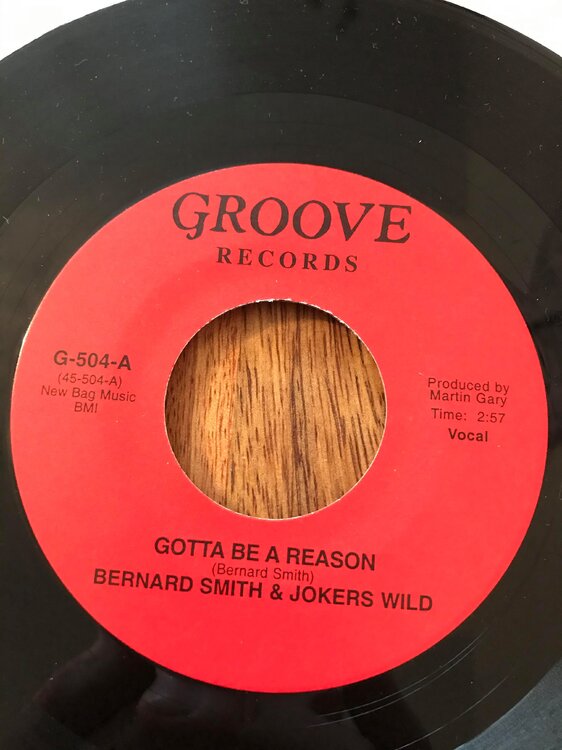 GROOVE
RECORDS
G-504-A
(45-504-A)
New Bag Music
BMI
Produced by
Martin Gary
Time: 2:57
Vocal
GOTTA BE A REASON
(Bernard Smith)
BERNARD SMITH & JOKERS WILD